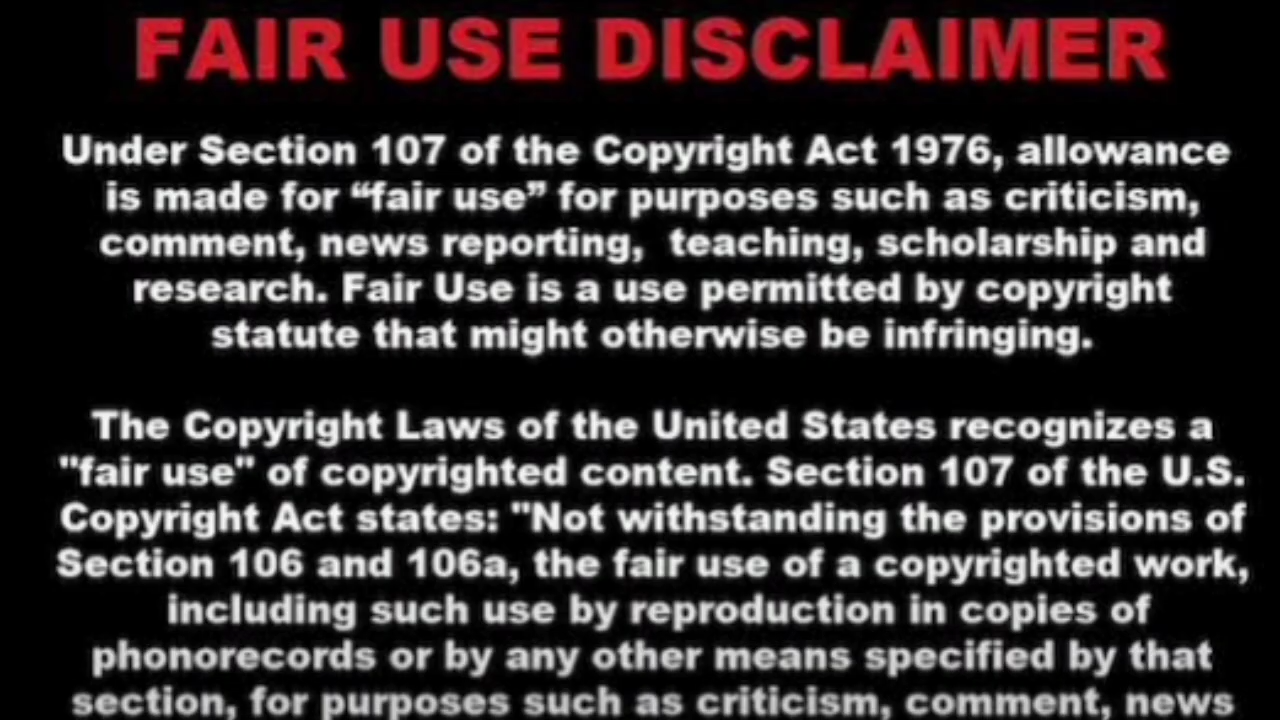 FAIR USE DISCLAIMER
Under Section 107 of the Copyright Act 1976, allowance
is made for “fair use” for purposes such as criticism,
comment, news reporting,  teaching, scholarship and
research. Fair Use is a use permitted by copyright
statute that might otherwise be infringing.
The Copyright Laws of the United States recognizes a
"fair use" of copyrighted content. Section 107 of the U.S.
Copyright Act states: "Not withstanding the provisions of
Section 106 and 106a, the fair use of a copyrighted work,
including such use by reproduction in copies of
phonorecords or by any other means specified by that
section, for purposes such as criticism, comment, news